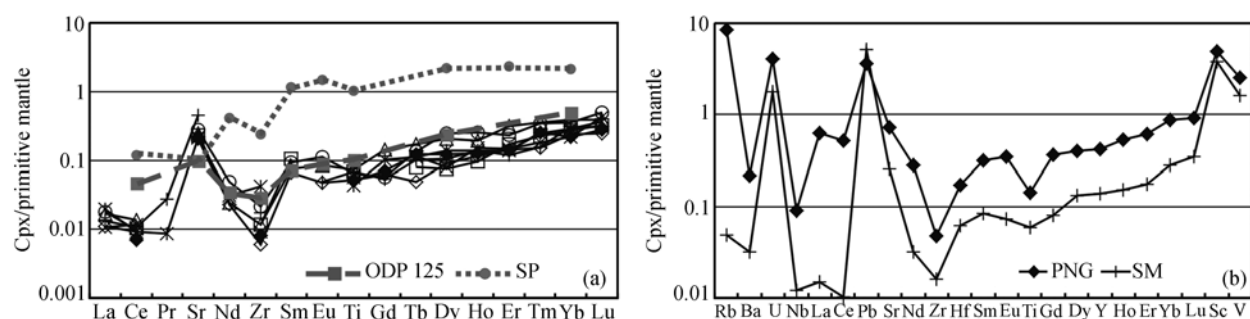 10
1
0.1
0.01
0.001
Cpx/primitive mantle
ODP 125 SP (a)
La Ce Pr Sr Nd Zr Sm Eu Ti Gd Tb Dy Ho Er Tm Yb Lu
10
1
0.1
0.01
Cpx/primitive mantle
PNG SM (b)
Rb Ba U Nb La Ce Pb Sr Nd Zr Hf Sm Eu Ti Gd Dy Y Ho Er Yb Lu Sc V